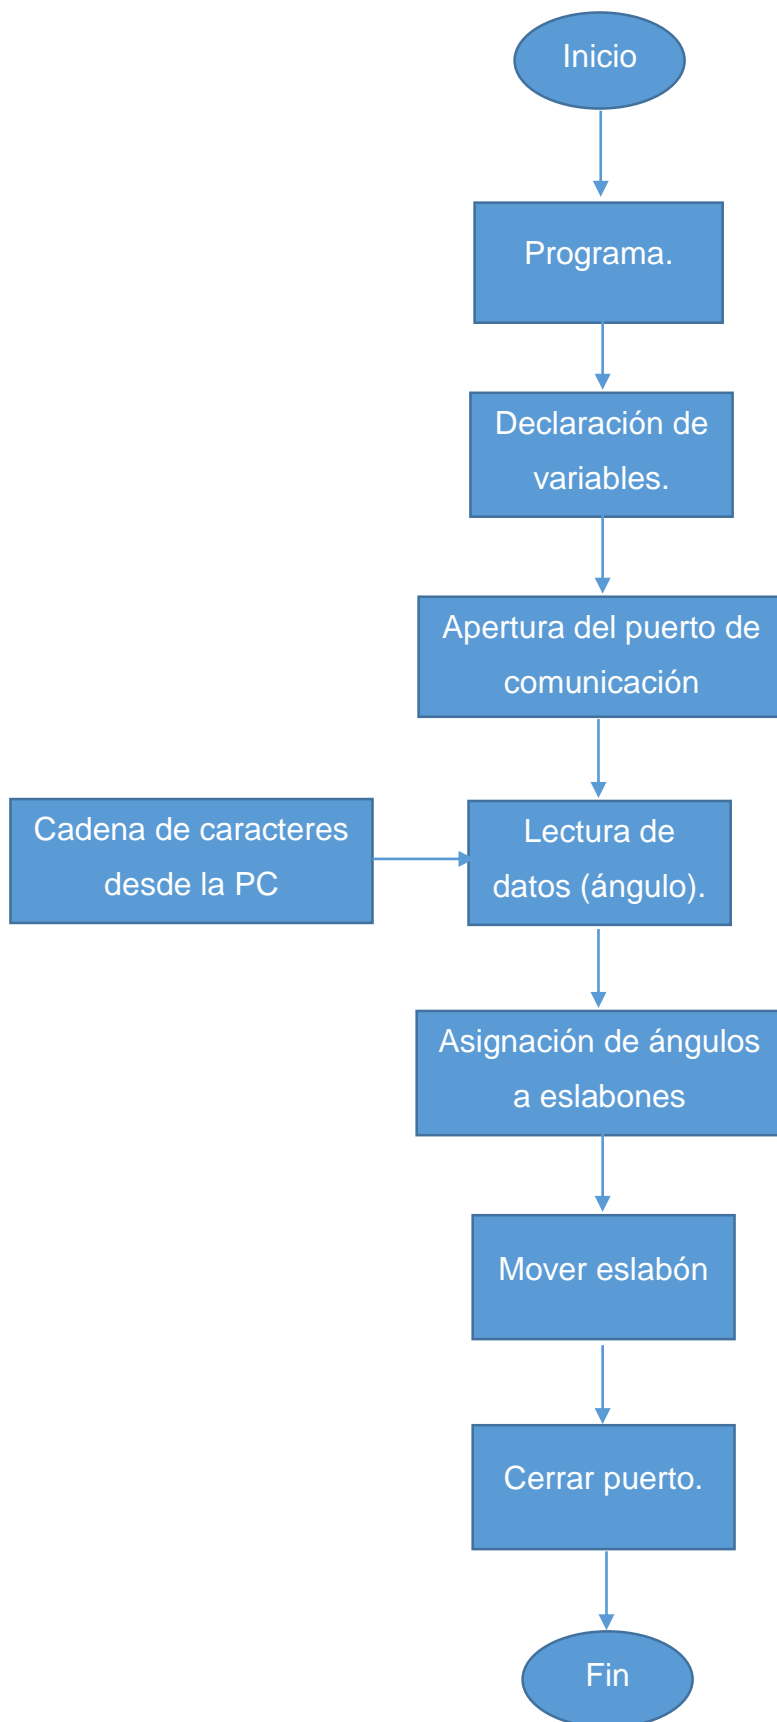 Inicio
Programa.
Declaración de
variables.
Apertura del puerto de
comunicación
Cadena de caracteres
desde la PC
Lectura de
datos (ángulo).
Asignación de ángulos
a eslabones
Mover eslabón
Cerrar puerto.
Fin